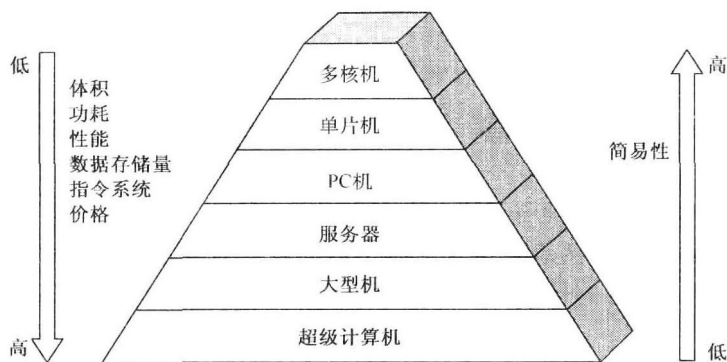 低
体积
功耗
性能
数据存储量
指令系统
价格
高
多核机
单片机
PC机
服务器
大型机
超级计算机
高
简易性
低